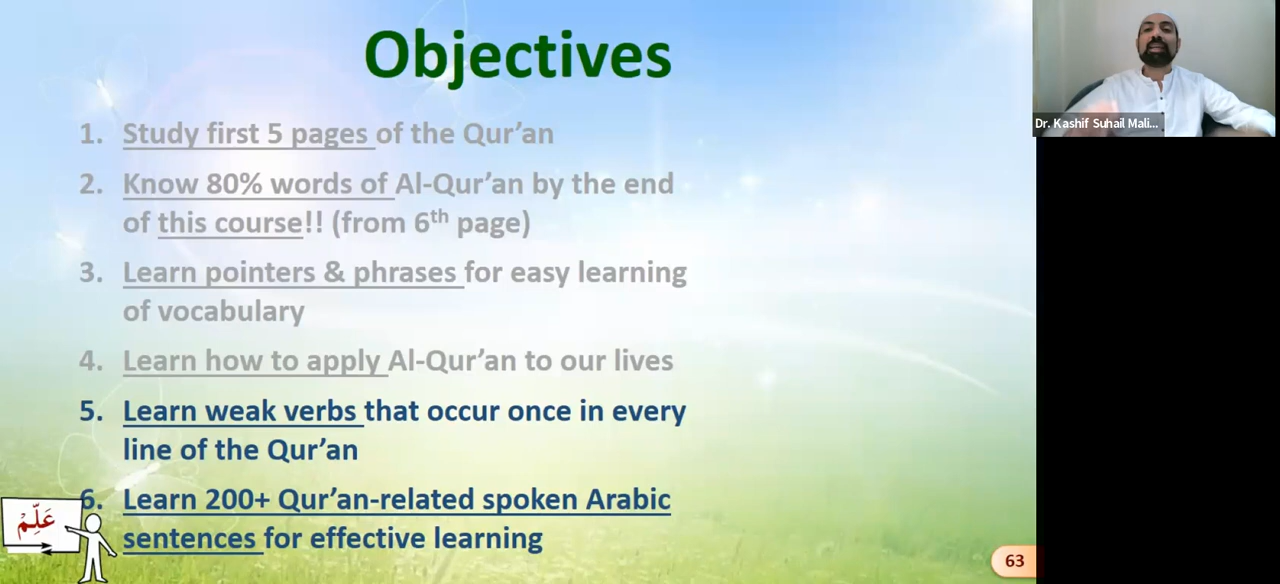 Objectives
1. Study first 5 pages of the Qur’an
2. Know 80% words of Al-Qur’an by the end
of this course!! (from 6th page)
3. Learn pointers & phrases for easy learning
of vocabulary
4. Learn how to apply Al-Qur’an to our lives
5. Learn weak verbs that occur once in every
line of the Qur’an
6. Learn 200+ Qur’an-related spoken Arabic
sentences for effective learning
عَلِّمْ
63
Dr. Kashif Suhail Mali...